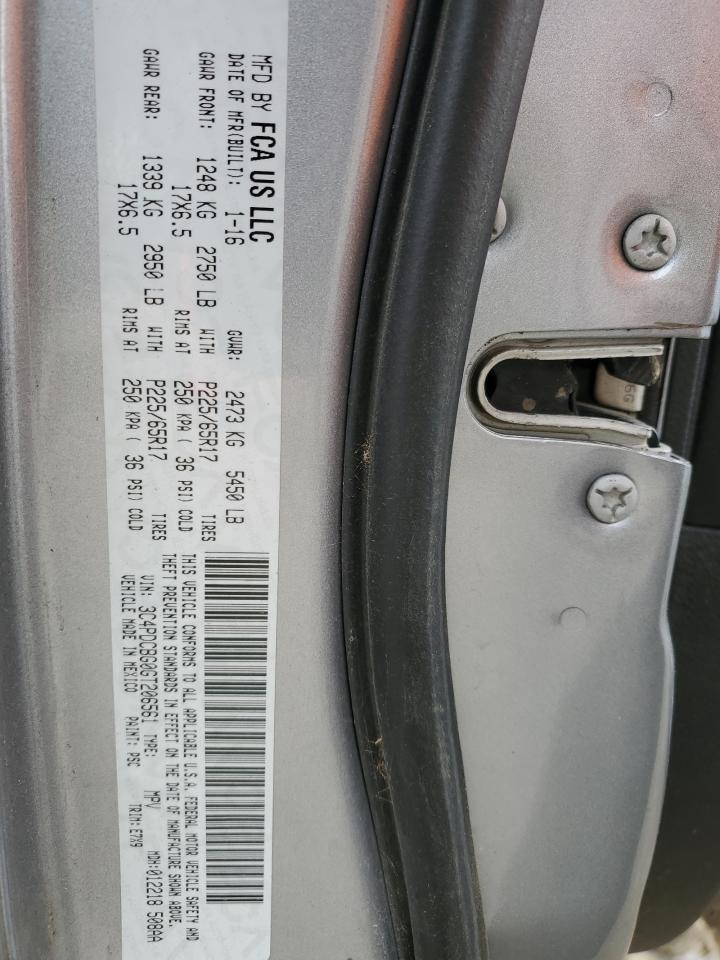 MFD BY FCA US LLC
DATE OF MFR(BUILT): 1-16 GVWR: 2473 KG 5450 LB
GAWR FRONT: 1248 KG 2750 LB WITH P225/65R17 TIRES
17X6.5 RIMS AT 250 KPA ( 36 PSI) COLD
GAWR REAR: 1339 KG 2950 LB WITH P225/65R17 TIRES
17X6.5 RIMS AT 250 KPA ( 36 PSI) COLD
THIS VEHICLE CONFORMS TO ALL APPLICABLE U.S.A. FEDERAL MOTOR VEHICLE SAFETY AND
THEFT PREVENTION STANDARDS IN EFFECT ON THE DATE OF MANUFACTURE SHOWN ABOVE.
VIN: 3C4PDCBG0GT206561 TYPE: MPV MDH:012218 508AA
VEHICLE MADE IN MEXICO PAINT: PSC TRIM: E7X9